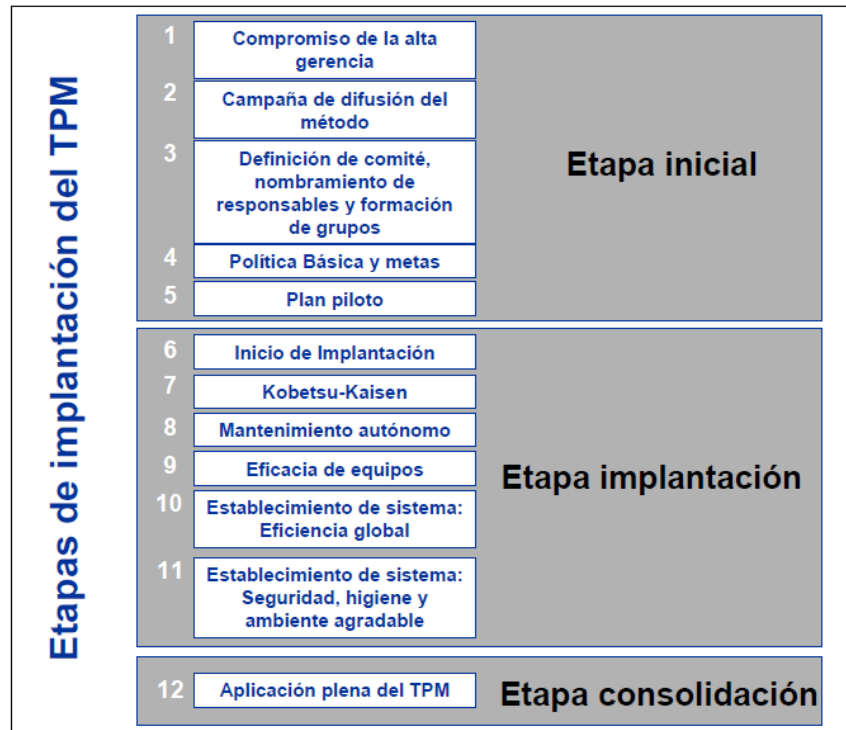 Etapas de implantación del TPM
1
Compromiso de la alta
gerencia
2
Campaña de difusión del
método
3
Definición de comité,
nombramiento de
responsables y formación
de grupos
4
Política Básica y metas
5
Plan piloto
Etapa inicial
6
Inicio de Implantación
7
Kobetsu-Kaisen
8
Mantenimiento autónomo
9
Eficacia de equipos
10
Establecimiento de sistema:
Eficiencia global
11
Establecimiento de sistema:
Seguridad, higiene y
ambiente agradable
Etapa implantación
12
Aplicación plena del TPM
Etapa consolidación